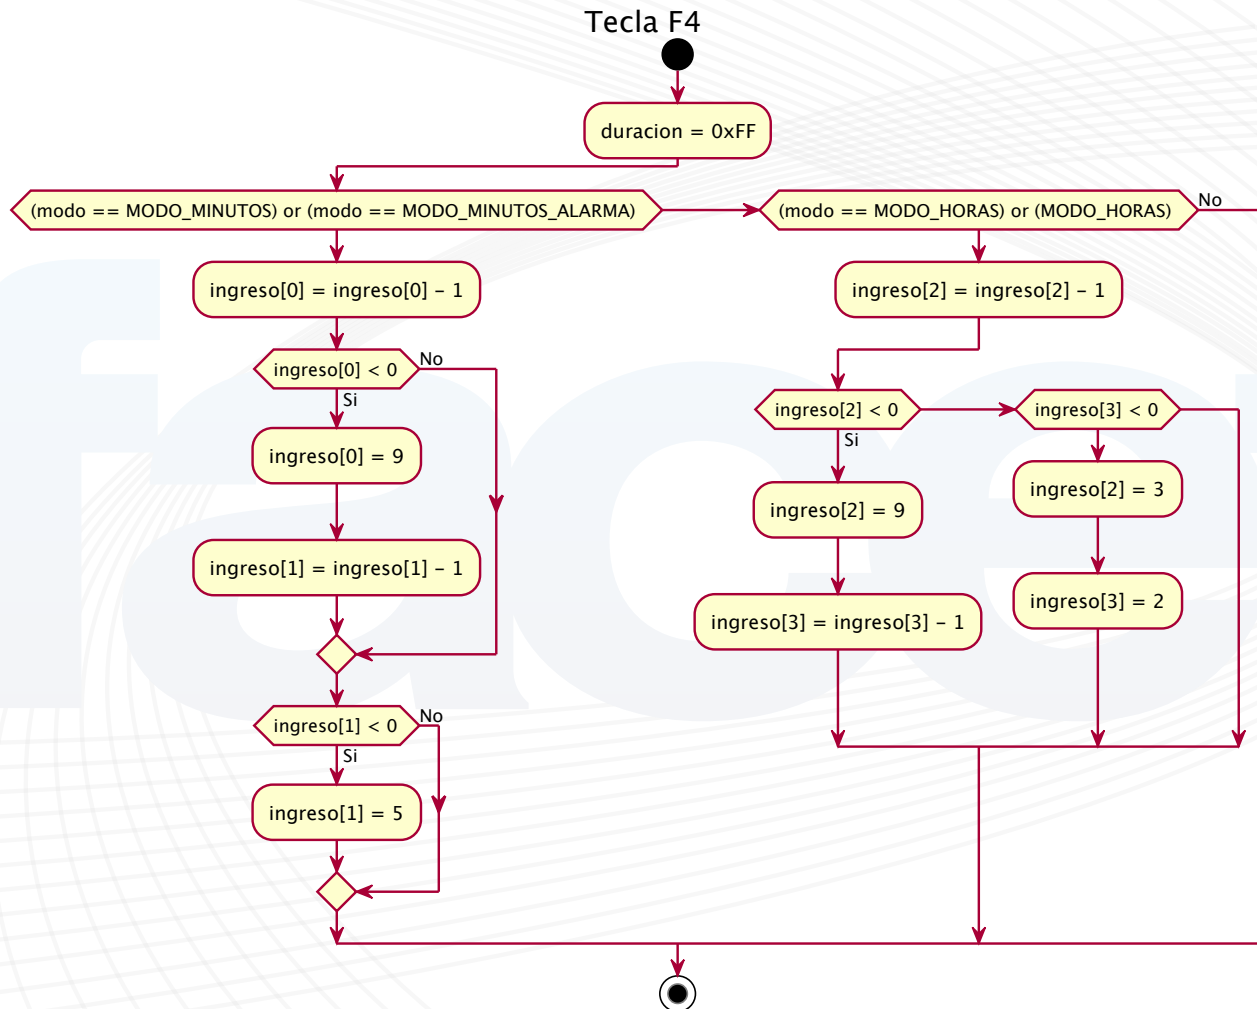 Tecla F4
duracion = 0xFF
(modo == MODO_MINUTOS) or (modo == MODO_MINUTOS_ALARMA)
(modo == MODO_HORAS) or (MODO_HORAS)
No
ingreso[0] = ingreso[0] - 1
ingreso[0] < 0
No
Si
ingreso[0] = 9
ingreso[1] = ingreso[1] - 1
ingreso[1] < 0
No
Si
ingreso[1] = 5
ingreso[2] = ingreso[2] - 1
ingreso[2] < 0
Si
ingreso[2] = 9
ingreso[3] = ingreso[3] - 1
ingreso[3] < 0
ingreso[2] = 3
ingreso[3] = 2